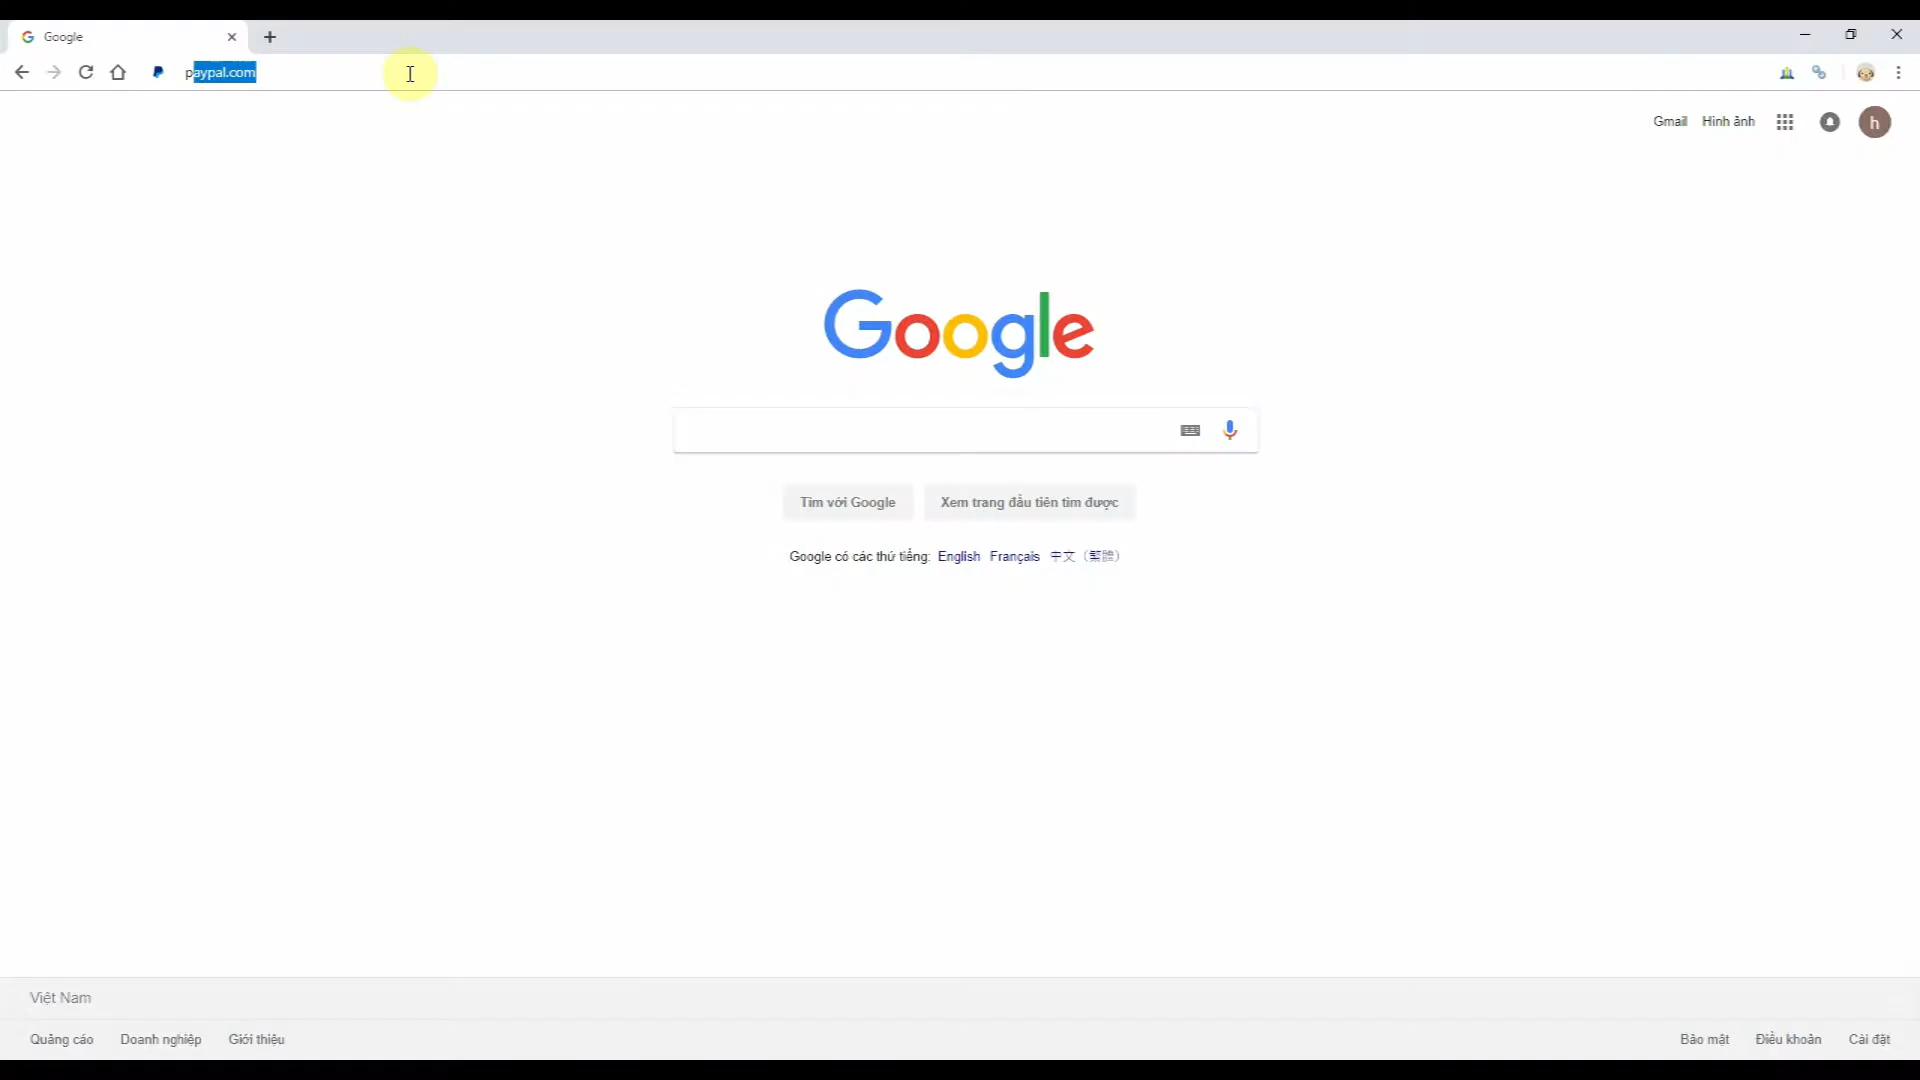 Google
paypal.com
Gmail Hình ảnh
h
Google
Tìm với Google Xem trang đầu tiên tìm được
Google có các thứ tiếng: English Français 中文（繁體）
Việt Nam
Quảng cáo Doanh nghiệp Giới thiệu Bảo mật Điều khoản Cài đặt